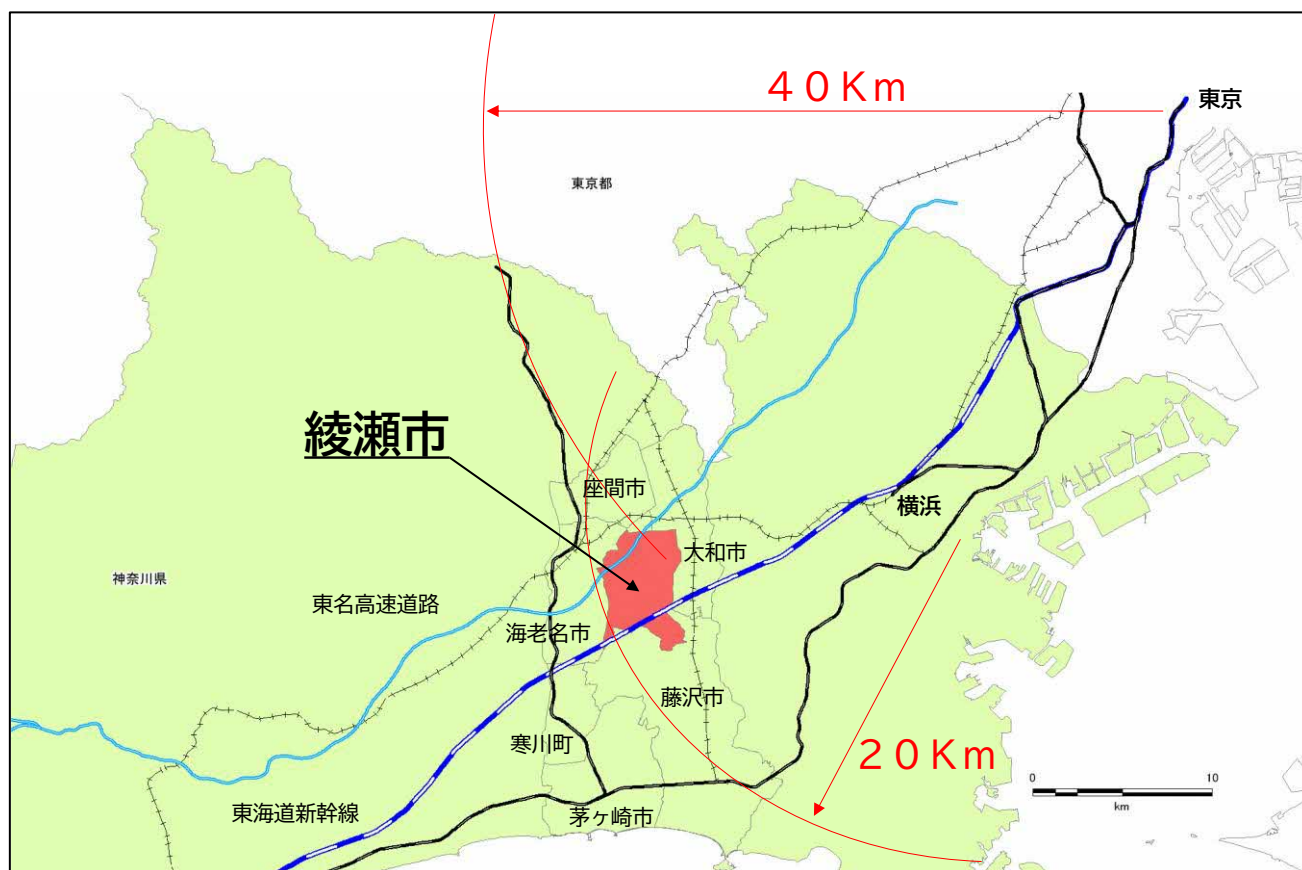 ４０Ｋｍ
東京
東京都
綾瀬市
座間市
横浜
大和市
神奈川県
東名高速道路
海老名市
藤沢市
寒川町
２０Ｋｍ
0 10
km
東海道新幹線
茅ヶ崎市